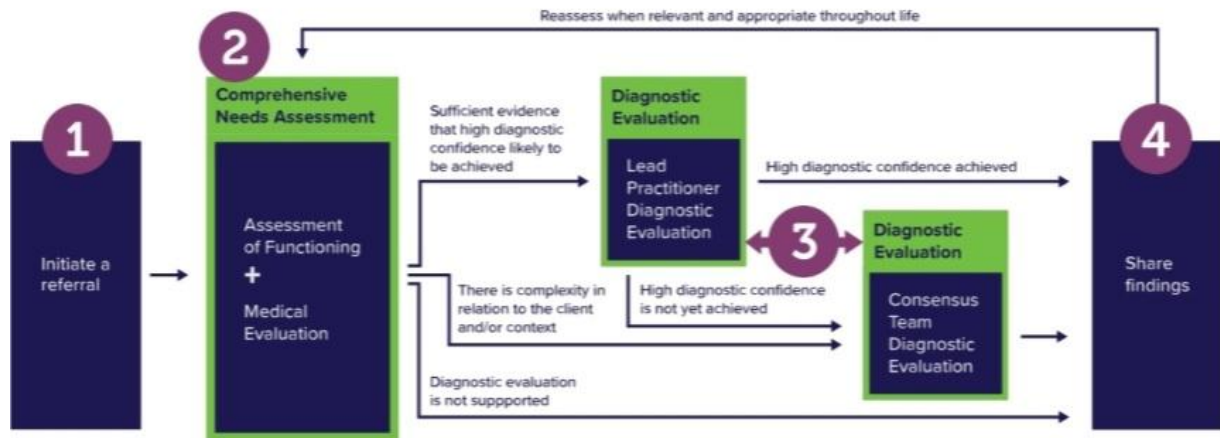 Reassess when relevant and appropriate throughout life
1
Initiate a
referral
2
Comprehensive
Needs Assessment
Assessment
of Functioning
+
Medical
Evaluation
Sufficient evidence
that high diagnostic
confidence likely to
be achieved
There is complexity in
relation to the client
and/or context
Diagnostic evaluation
is not suppported
Diagnostic
Evaluation
Lead
Practitioner
Diagnostic
Evaluation
High diagnostic confidence achieved
High diagnostic confidence
is not yet achieved
3
Diagnostic
Evaluation
Consensus
Team
Diagnostic
Evaluation
4
Share
findings